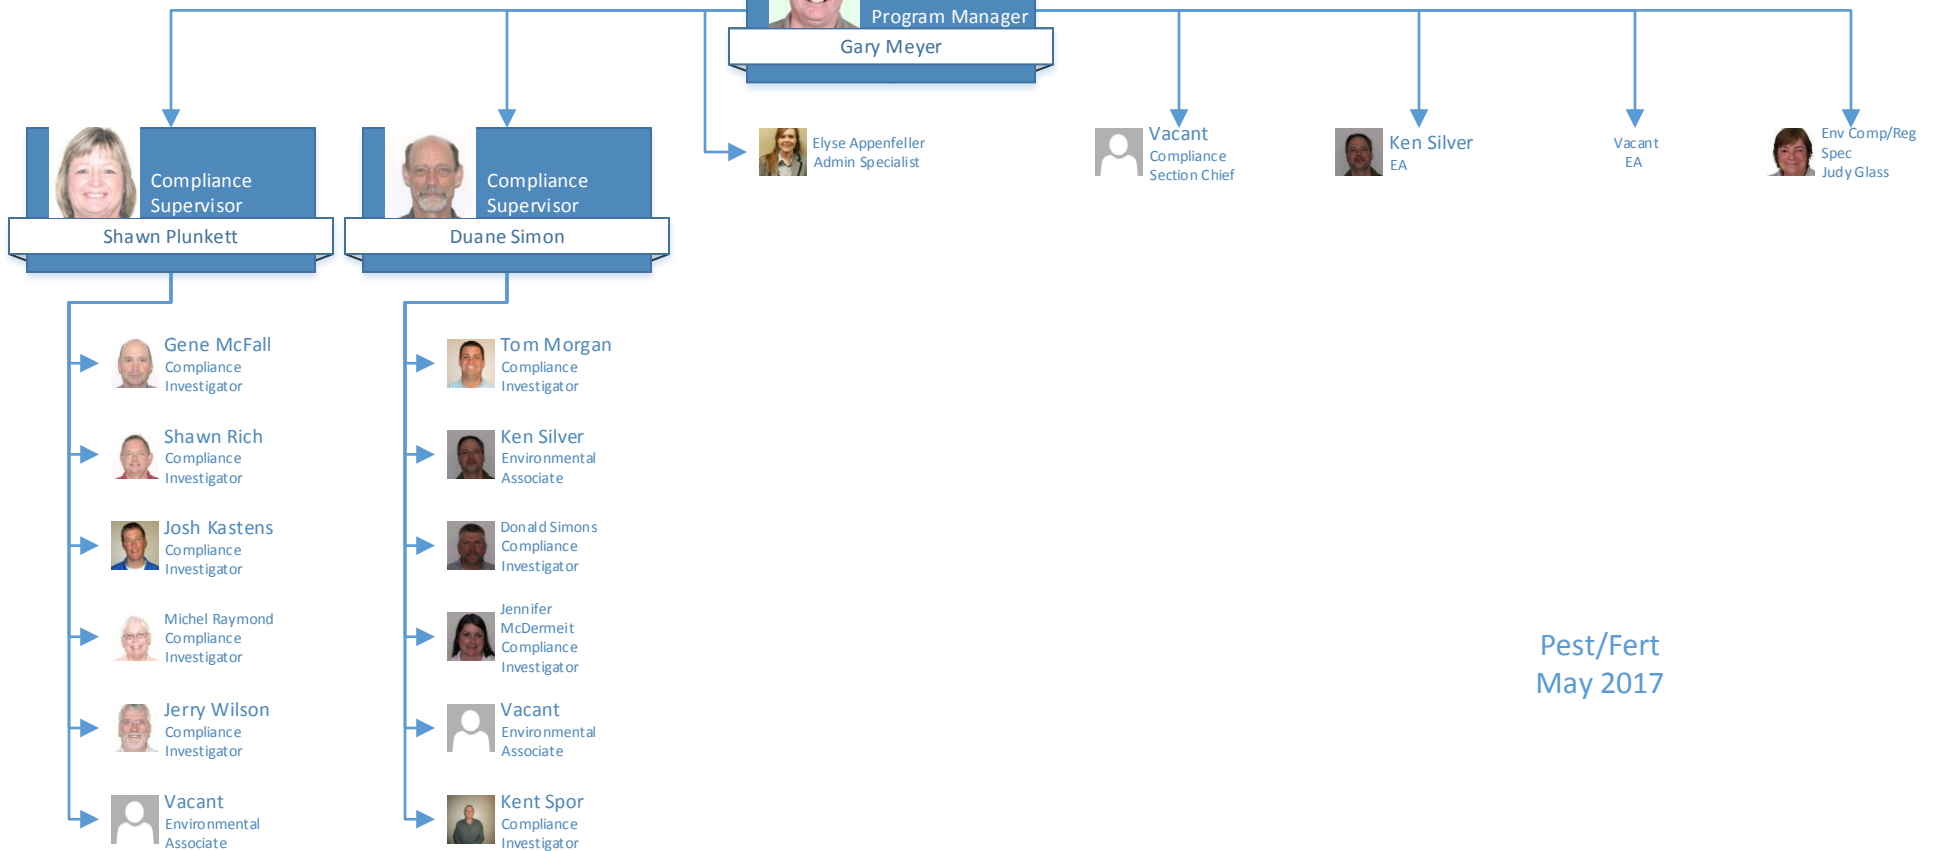 Program Manager
Gary Meyer
Compliance
Supervisor
Shawn Plunkett
Compliance
Supervisor
Duane Simon
Elyse Appenfeller
Admin Specialist
Vacant
Compliance
Section Chief
Ken Silver
EA
Vacant
EA
Env Comp/Reg
Spec
Judy Glass
Gene McFall
Compliance
Investigator
Shawn Rich
Compliance
Investigator
Josh Kastens
Compliance
Investigator
Michel Raymond
Compliance
Investigator
Jerry Wilson
Compliance
Investigator
Vacant
Environmental
Associate
Tom Morgan
Compliance
Investigator
Ken Silver
Environmental
Associate
Donald Simons
Compliance
Investigator
Jennifer
McDermeit
Compliance
Investigator
Vacant
Environmental
Associate
Kent Spor
Compliance
Investigator
Pest/Fert
May 2017